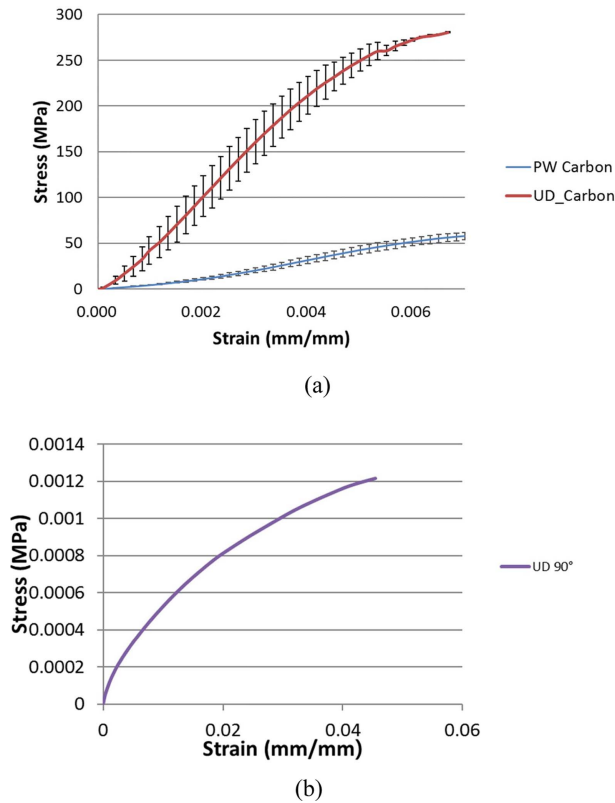 300
250
200
150
100
50
0
Stress (MPa)
0.000 0.002 0.004 0.006
Strain (mm/mm)
PW Carbon
UD_Carbon
(a)
0.0014
0.0012
0.001
0.0008
0.0006
0.0004
0.0002
0
Stress (MPa)
0 0.02 0.04 0.06
Strain (mm/mm)
UD 90°
(b)